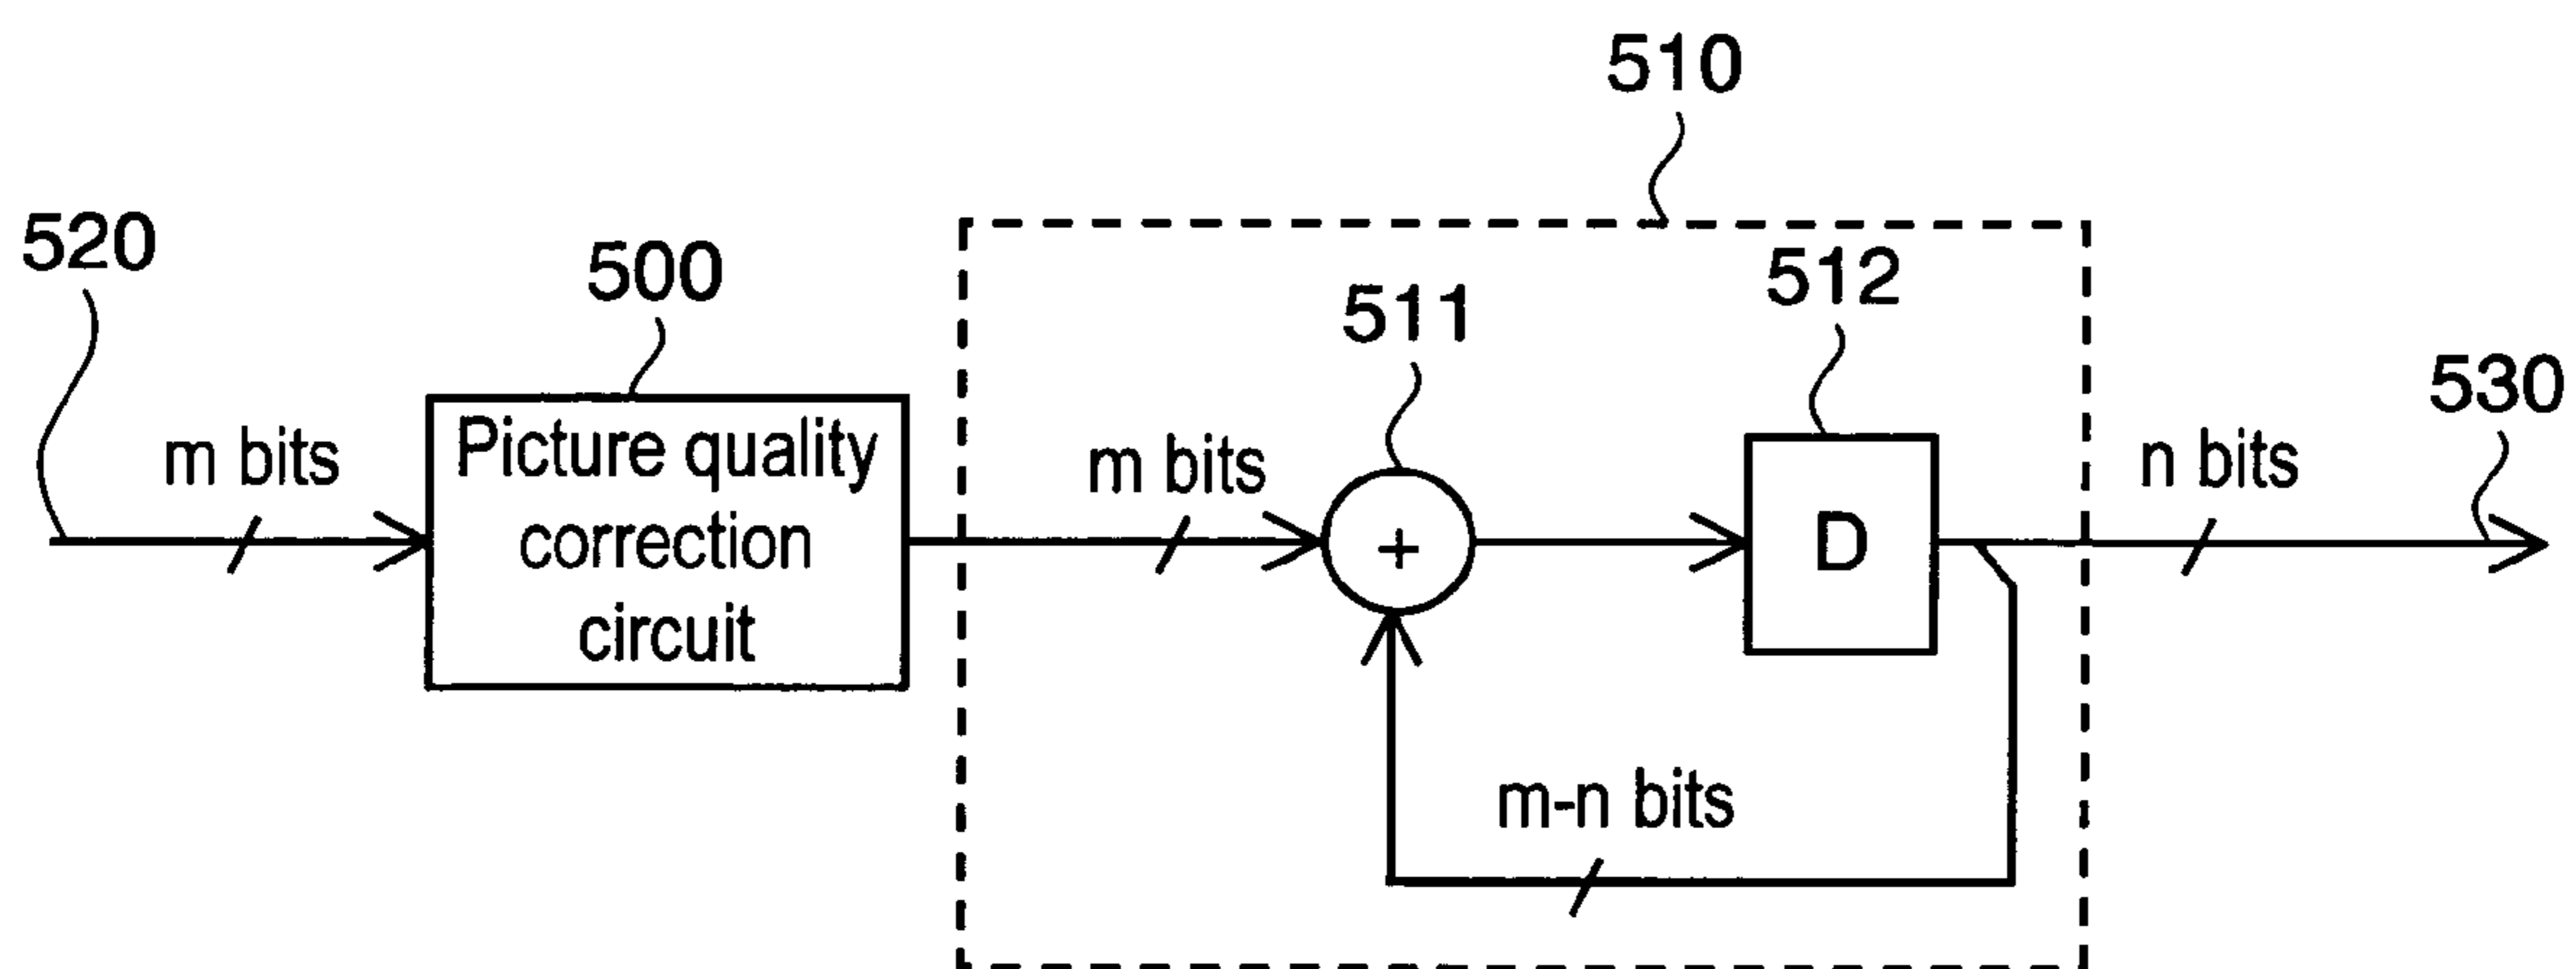 510
520
500
512
511
530
m bits
Picture quality
correction
circuit
m bits
+
D
n bits
m-n bits